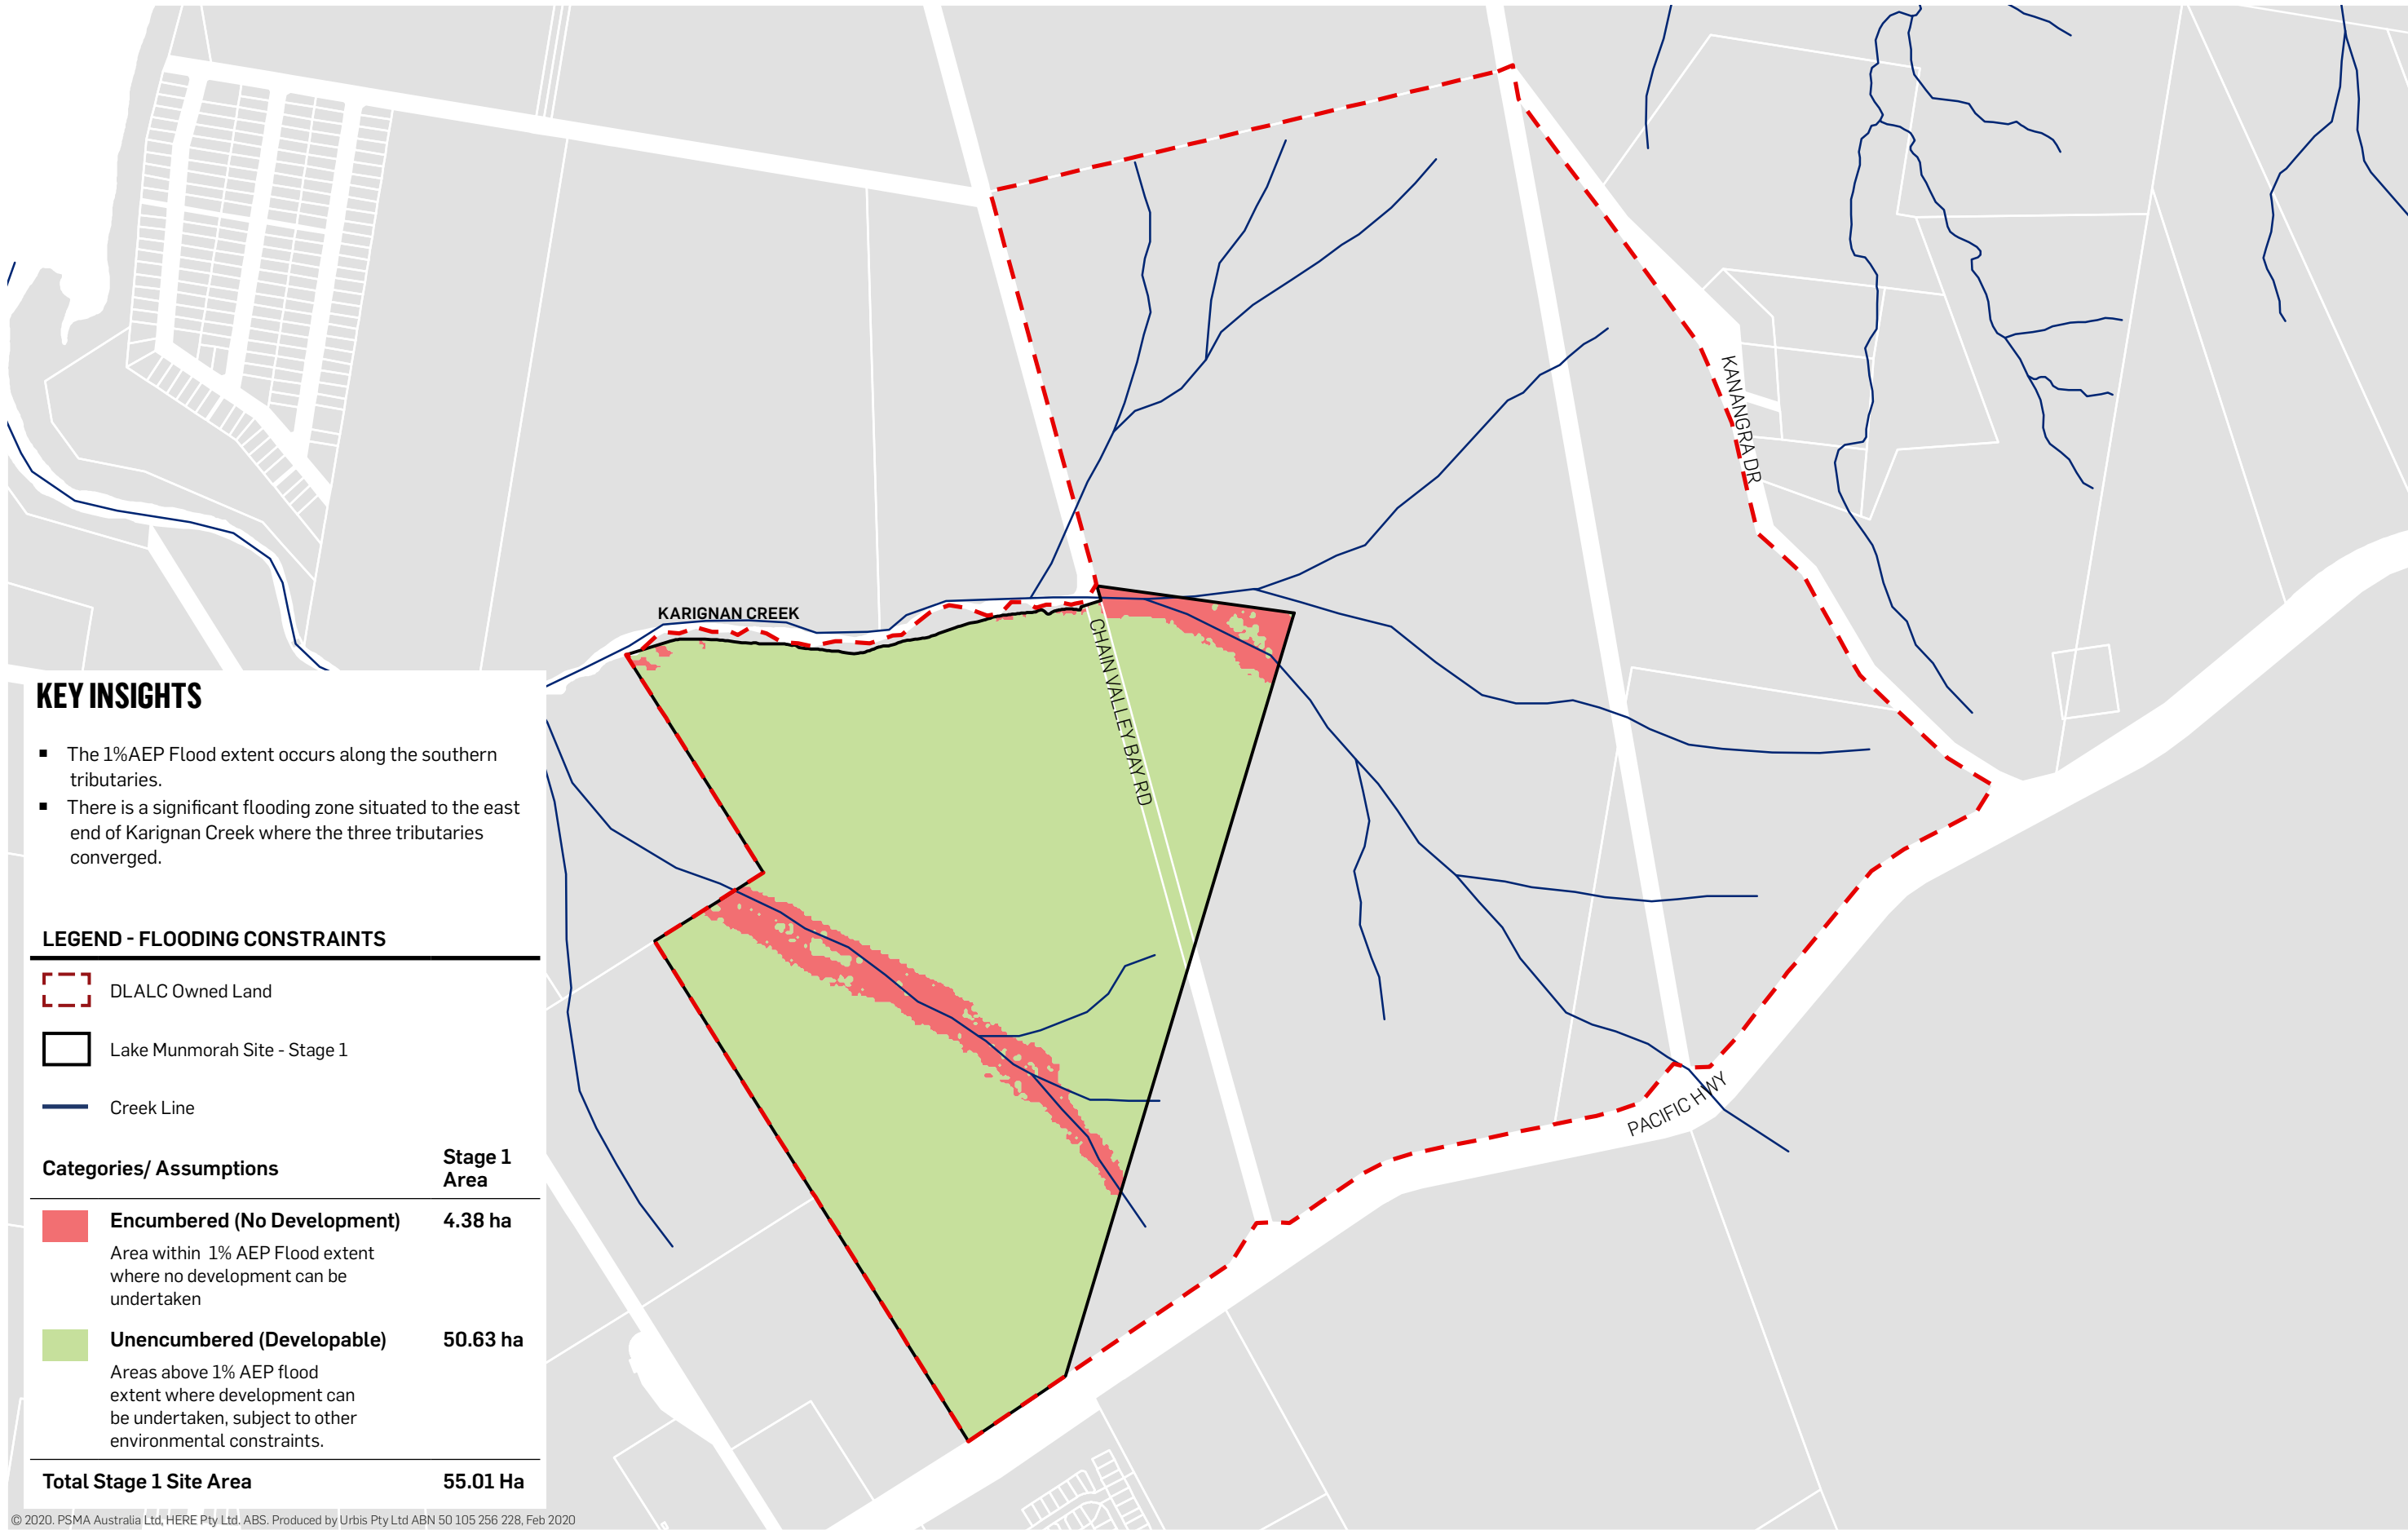 KANANGRA DR
KARIGNAN CREEK
CHAIN VALLEY BAY RD
PACIFIC HWY
KEY INSIGHTS
▪ The 1%AEP Flood extent occurs along the southern
tributaries.
▪ There is a significant flooding zone situated to the east
end of Karignan Creek where the three tributaries
converged.
LEGEND - FLOODING CONSTRAINTS
DLALC Owned Land
Lake Munmorah Site - Stage 1
Creek Line
Categories/ Assumptions
Stage 1
Area
Encumbered (No Development) 4.38 ha
Area within 1% AEP Flood extent
where no development can be
undertaken
Unencumbered (Developable) 50.63 ha
Areas above 1% AEP flood
extent where development can
be undertaken, subject to other
environmental constraints.
Total Stage 1 Site Area 55.01 Ha
© 2020. PSMA Australia Ltd, HERE Pty Ltd. ABS. Produced by Urbis Pty Ltd ABN 50 105 256 228, Feb 2020